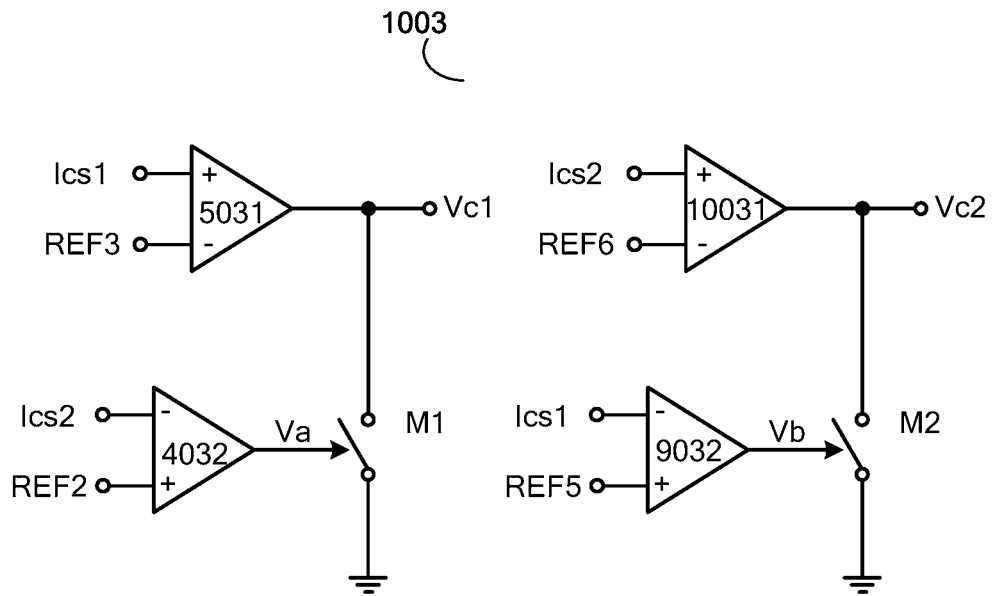 1003
Ics1
+
5031
REF3
-
Vc1
Ics2
+
10031
REF6
-
Vc2
Ics2
-
4032
REF2
+
Va
M1
Ics1
-
9032
REF5
+
Vb
M2